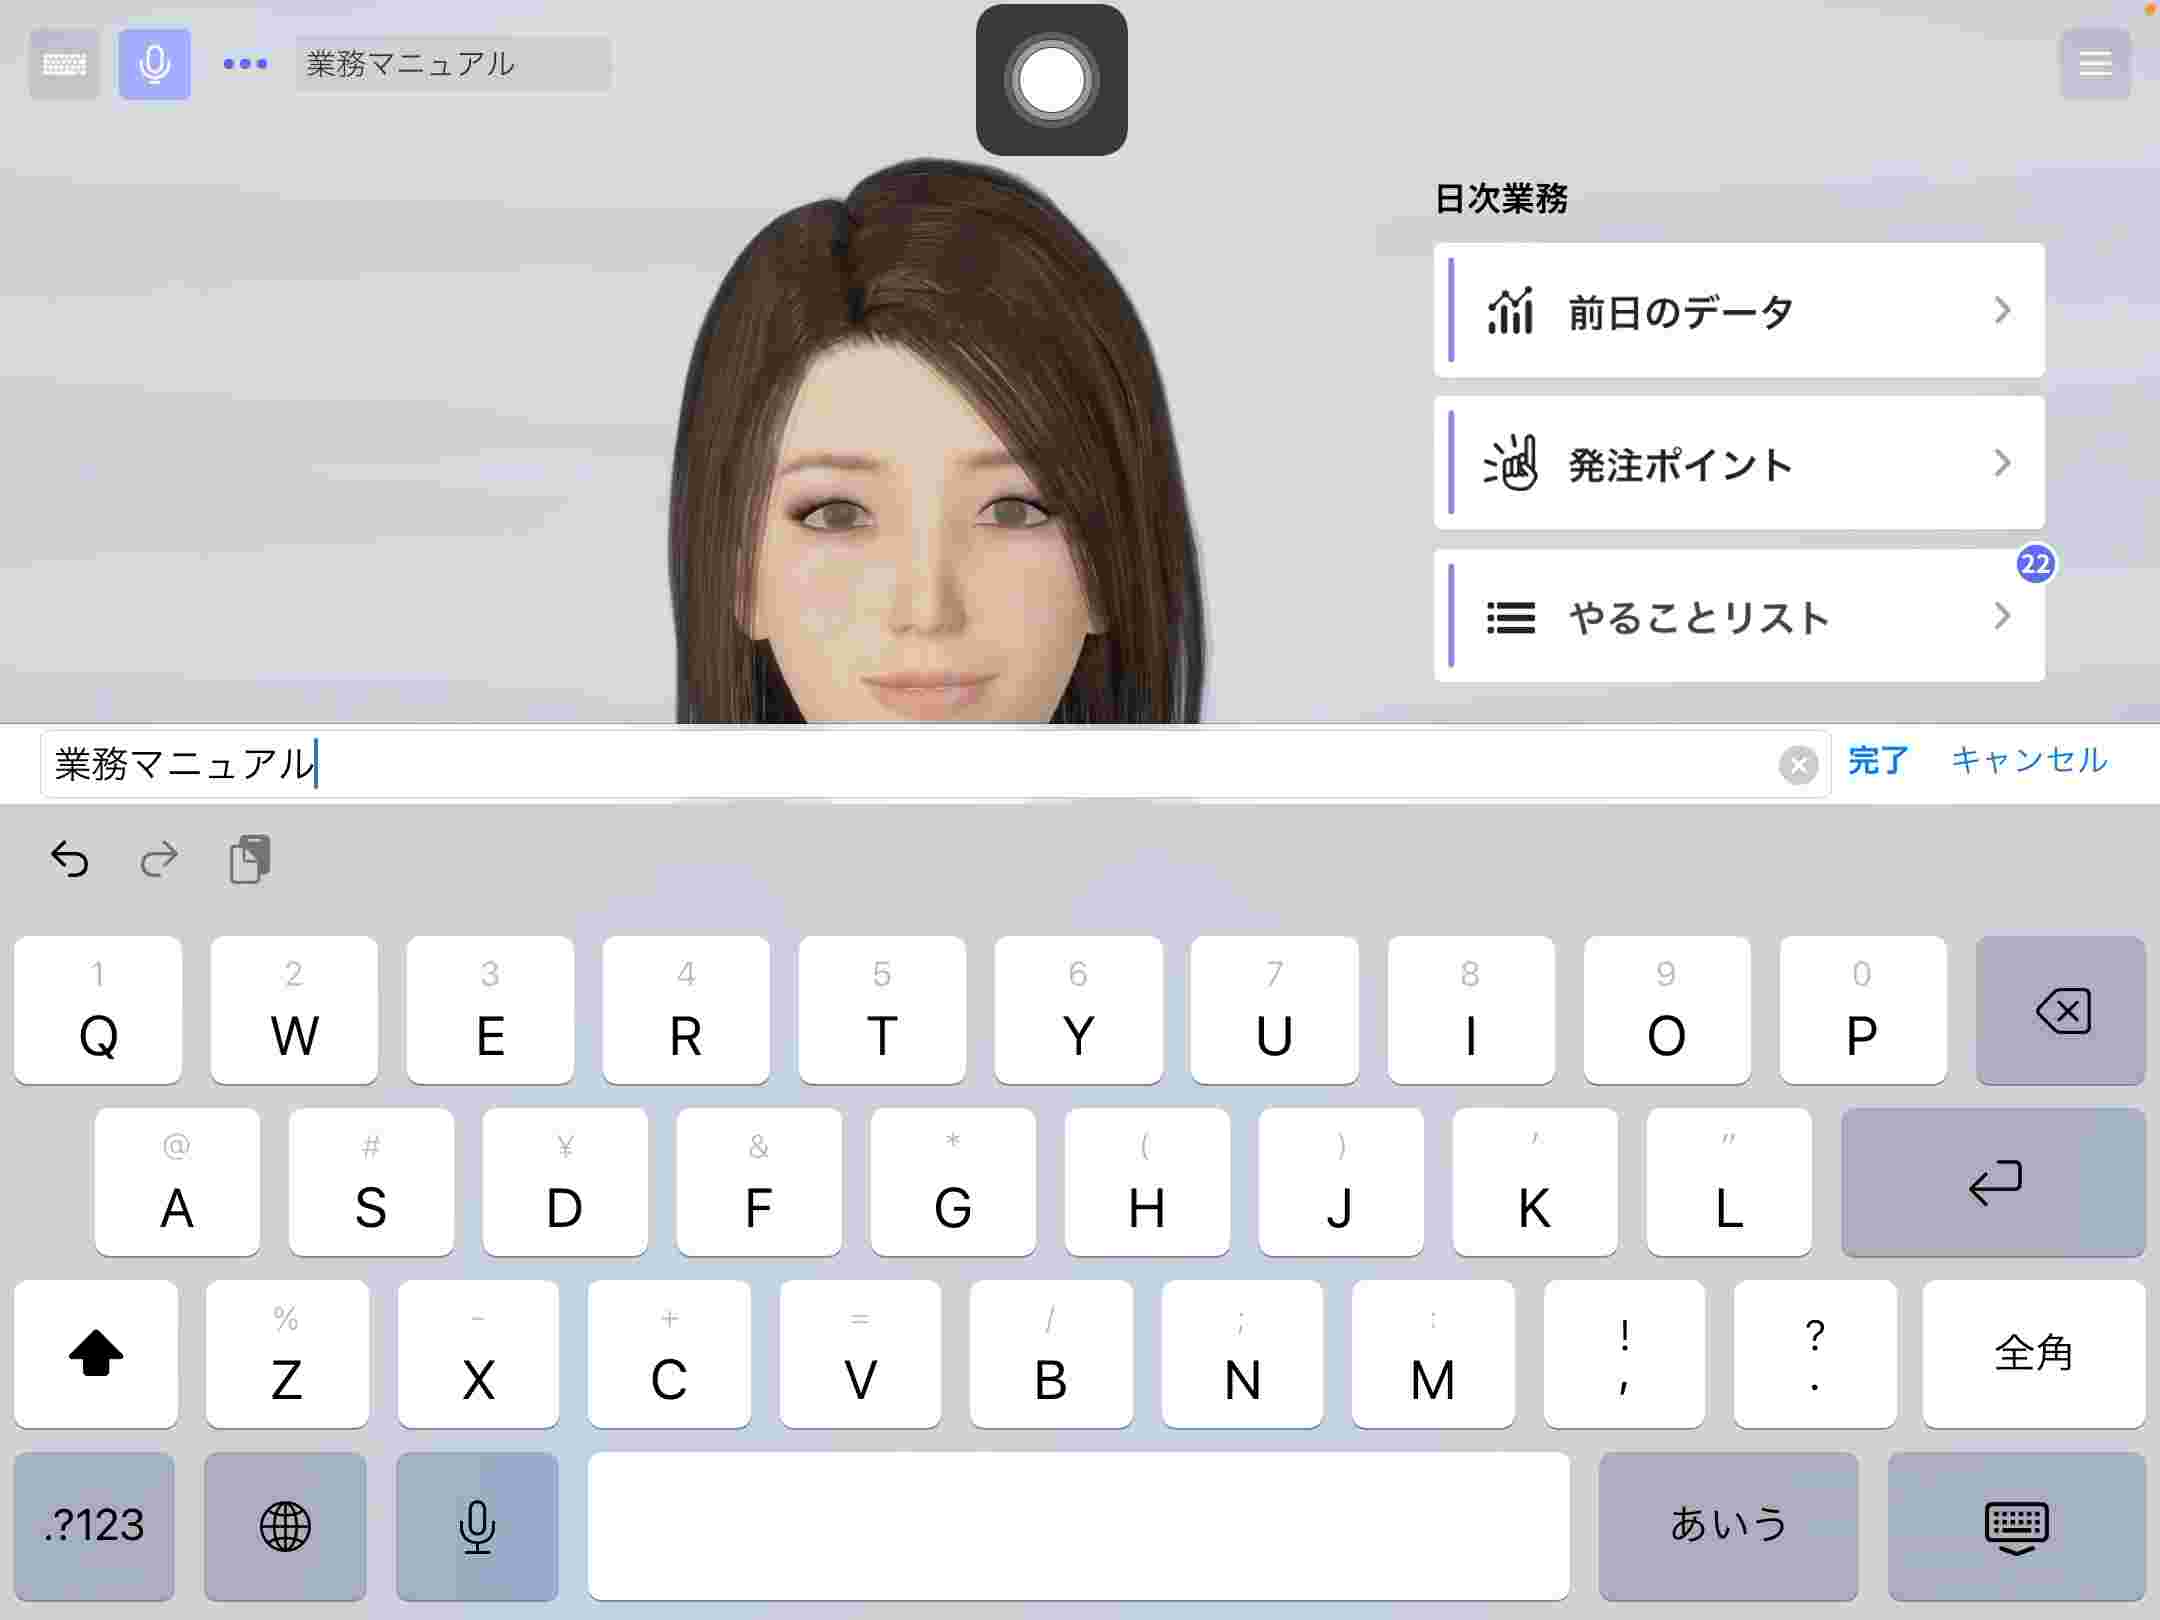 業務マニュアル
日次業務
前日のデータ
発注ポイント
22
やることリスト
業務マニュアル
完了 キャンセル
1 2 3 4 5 6 7 8 9 0
Q W E R T Y U I O P
@ # ¥ & * ( ) ' "
A S D F G H J K L
% - + = / ; : ! ?
Z X C V B N M , . 全角
.?123 あいう